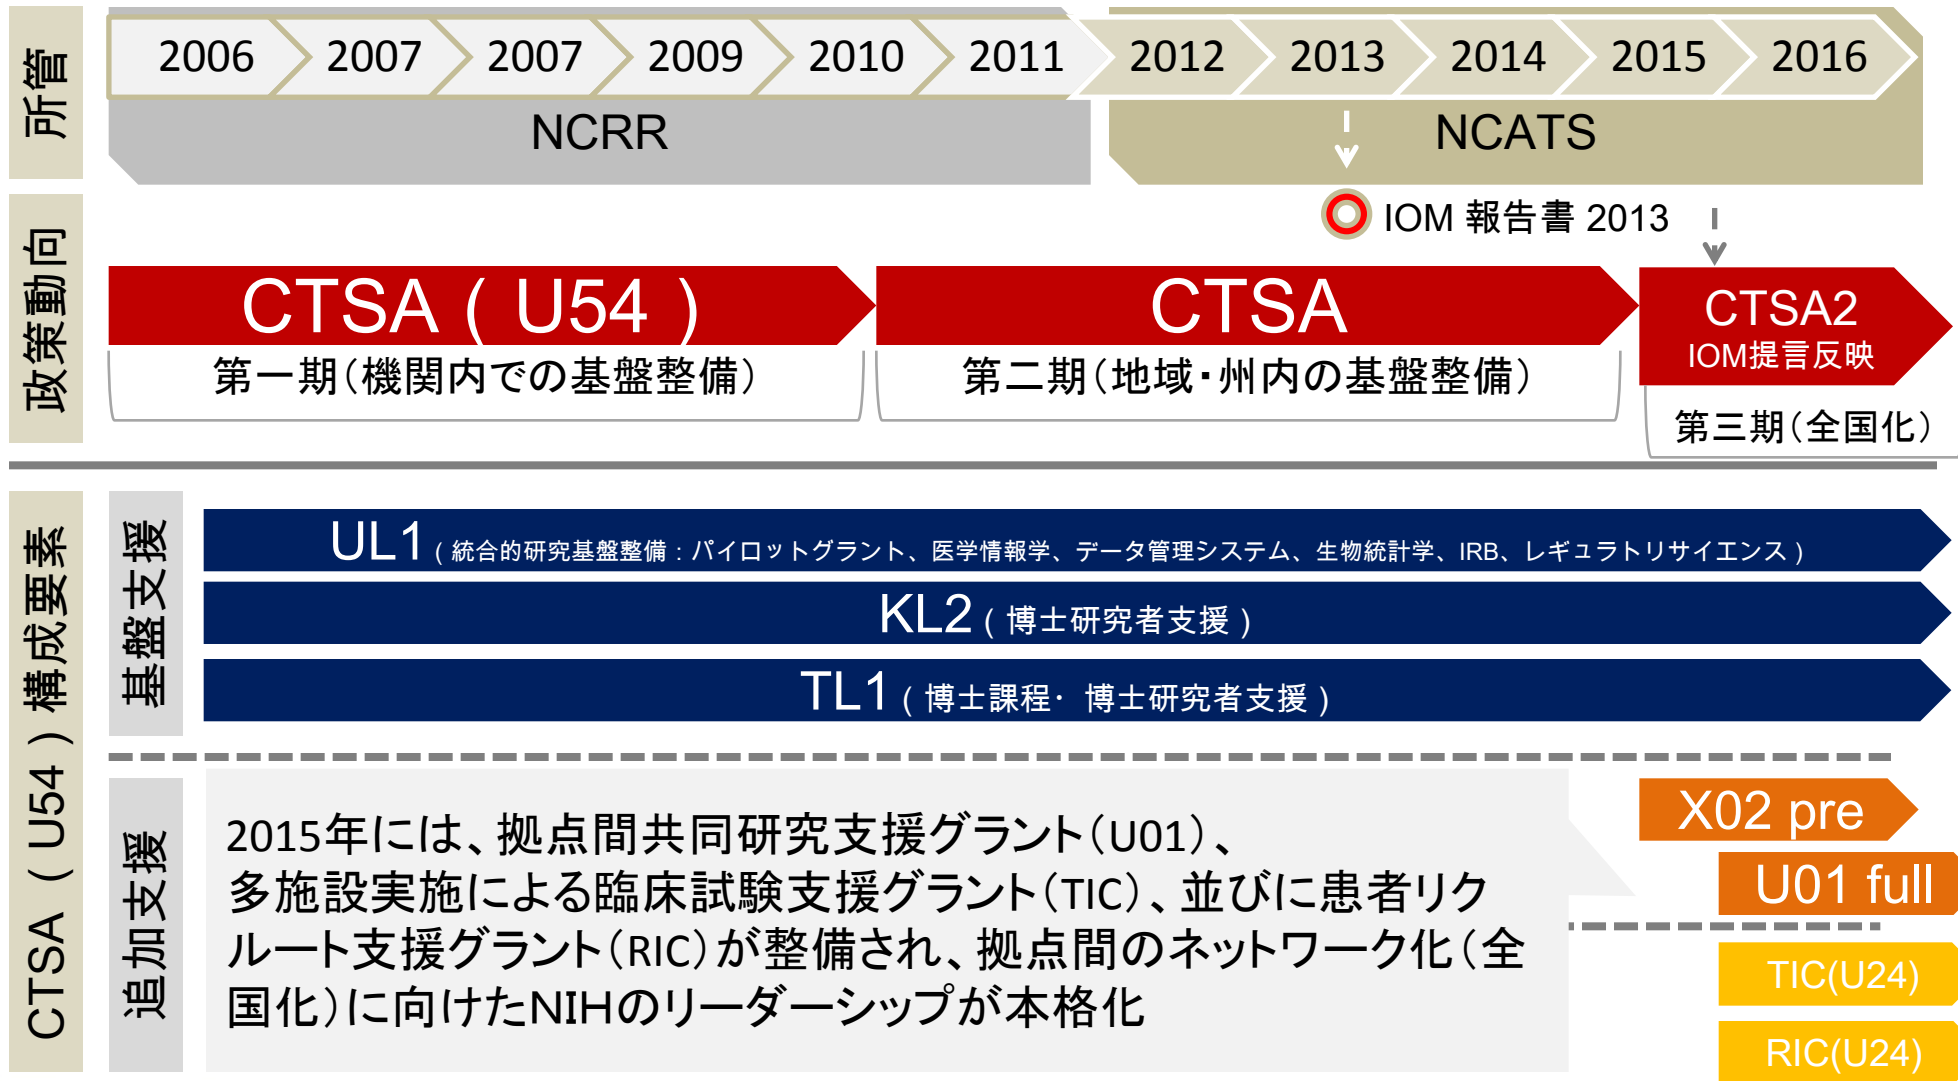 所管
2006 2007 2007 2009 2010 2011 2012 2013 2014 2015 2016
NCRR
NCATS
政策動向
IOM 報告書 2013
CTSA（U54）
CTSA
CTSA2
IOM提言反映
第一期（機関内での基盤整備）
第二期（地域・州内の基盤整備）
第三期（全国化）
CTSA（U54）構成要素
基盤支援
UL1（統合的研究基盤整備：パイロットグラント、医学情報学、データ管理システム、生物統計学、IRB、レギュラトリサイエンス）
KL2（博士研究者支援）
TL1（博士課程・博士研究者支援）
追加支援
2015年には、拠点間共同研究支援グラント（U01）、
多施設実施による臨床試験支援グラント（TIC）、並びに患者リク
ルート支援グラント（RIC）が整備され、拠点間のネットワーク化（全
国化）に向けたNIHのリーダーシップが本格化
X02 pre
U01 full
TIC(U24)
RIC(U24)